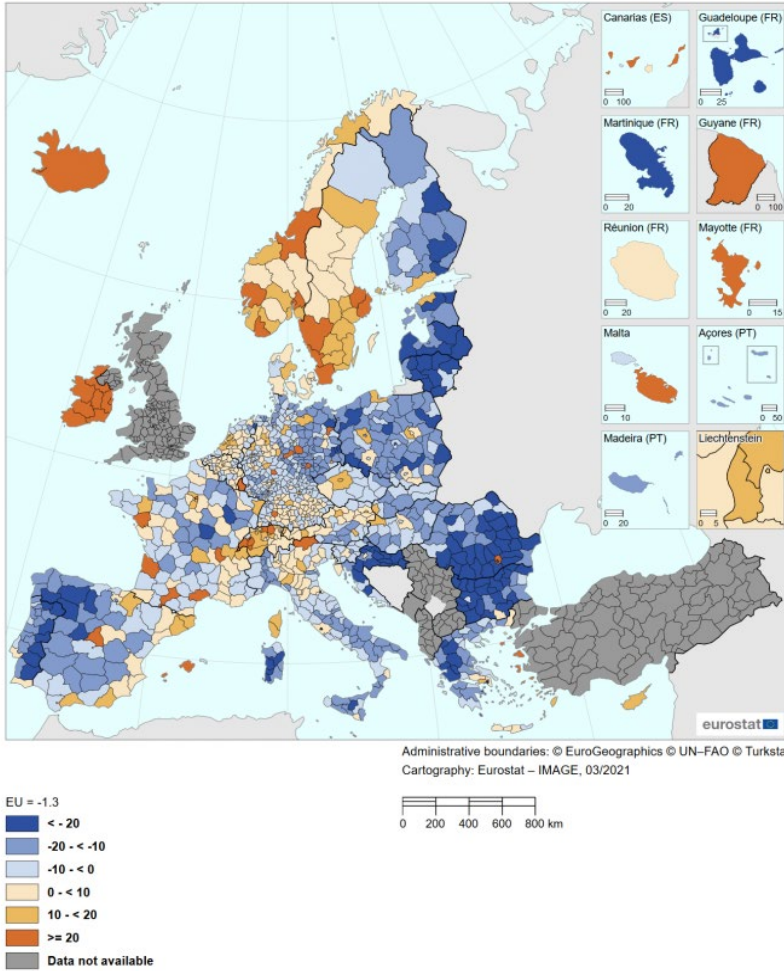 Canarias (ES)
0 100
Guadeloupe (FR)
0 25
Martinique (FR)
0 20
Guyane (FR)
0 100
Réunion (FR)
0 20
Mayotte (FR)
0 15
Malta
0 10
Açores (PT)
0 50
Madeira (PT)
0 20
Liechtenstein
0 5
eurostat
Administrative boundaries: © EuroGeographics © UN–FAO © Turksta
Cartography: Eurostat – IMAGE, 03/2021
0 200 400 600 800 km
EU = -1.3
< - 20
-20 - < -10
-10 - < 0
0 - < 10
10 - < 20
>= 20
Data not available